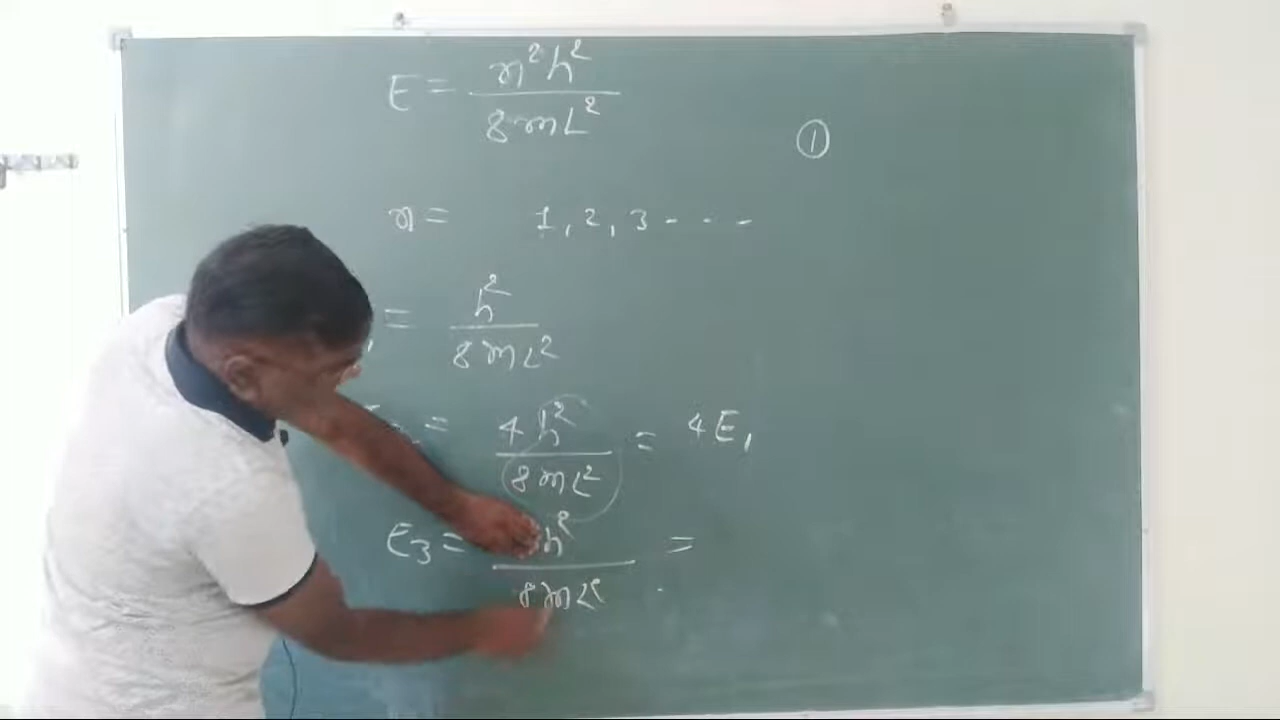 E = n²h² / 8mL²
①
n = 1, 2, 3 - - -
= h² / 8mL²
= 4h² / 8mL² = 4E₁
E₃ = h² / 8mL² =